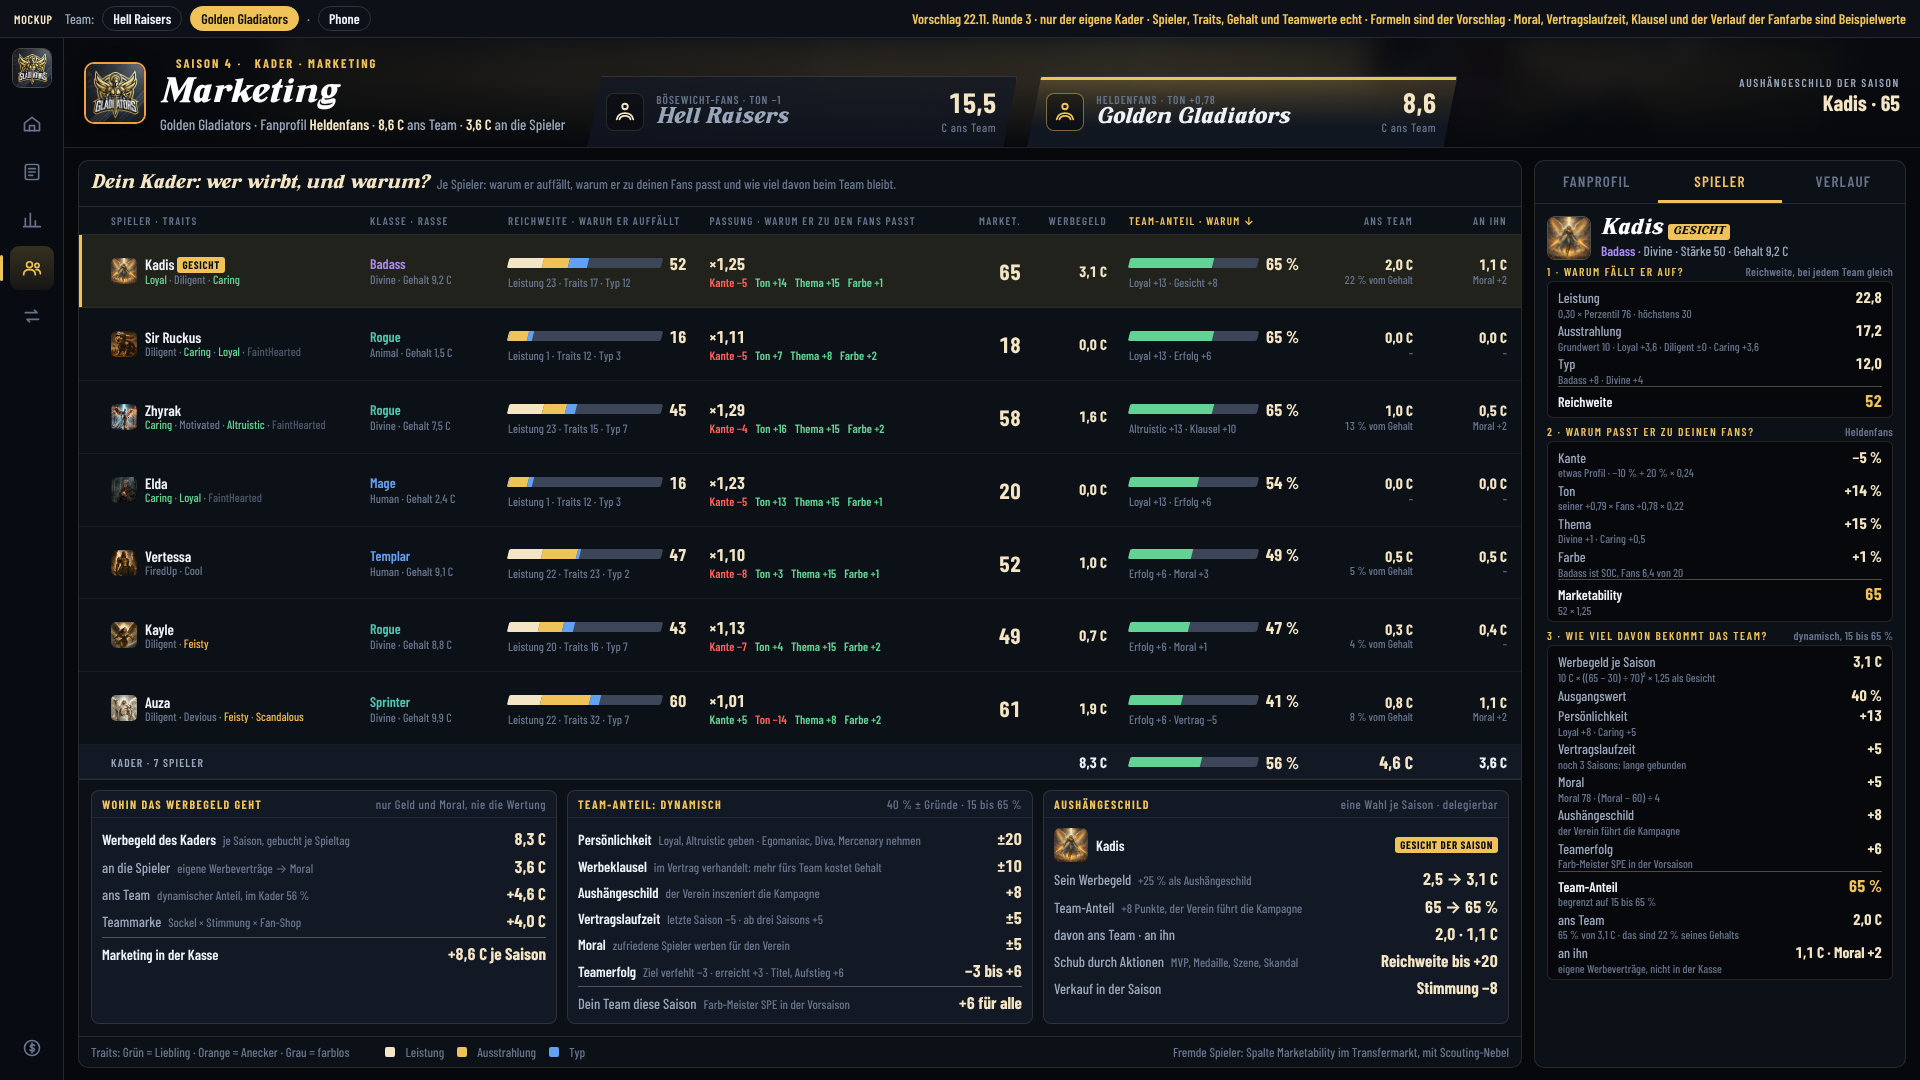 MOCKUP Team: Hell Raisers Golden Gladiators · Phone
Vorschlag 22.11. Runde 3 · nur der eigene Kader · Spieler, Traits, Gehalt und Teamwerte echt · Formeln sind der Vorschlag · Moral, Vertragslaufzeit, Klausel und der Verlauf der Fanfarbe sind Beispielwerte
SAISON 4 · KADER · MARKETING
Marketing
Golden Gladiators · Fanprofil Heldenfans · 8,6 C ans Team · 3,6 C an die Spieler
BÖSEWICHT-FANS · TON −1
Hell Raisers
15,5
C ans Team
HELDENFANS · TON +0,78
Golden Gladiators
8,6
C ans Team
AUSHÄNGESCHILD DER SAISON
Kadis · 65
Dein Kader: wer wirbt, und warum? Je Spieler: warum er auffällt, warum er zu deinen Fans passt und wie viel davon beim Team bleibt.
SPIELER · TRAITS KLASSE · RASSE REICHWEITE · WARUM ER AUFFÄLLT PASSUNG · WARUM ER ZU DEN FANS PASST MARKET. WERBEGELD TEAM-ANTEIL · WARUM ↓ ANS TEAM AN IHN
Kadis GESICHT Badass 52 ×1,25 65 3,1 C 65 % 2,0 C 1,1 C
Loyal · Diligent · Caring Divine · Gehalt 9,2 C Leistung 23 · Traits 17 · Typ 12 Kante −5 Ton +14 Thema +15 Farbe +1 Loyal +13 · Gesicht +8 22 % vom Gehalt Moral +2
Sir Ruckus Rogue 16 ×1,11 18 0,0 C 65 % 0,0 C 0,0 C
Diligent · Caring · Loyal · FaintHearted Animal · Gehalt 1,5 C Leistung 1 · Traits 12 · Typ 3 Kante −5 Ton +7 Thema +8 Farbe +2 Loyal +13 · Erfolg +6 – –
Zhyrak Rogue 45 ×1,29 58 1,6 C 65 % 1,0 C 0,5 C
Caring · Motivated · Altruistic · FaintHearted Divine · Gehalt 7,5 C Leistung 23 · Traits 15 · Typ 7 Kante −4 Ton +16 Thema +15 Farbe +2 Altruistic +13 · Klausel +10 13 % vom Gehalt Moral +2
Elda Mage 16 ×1,23 20 0,0 C 54 % 0,0 C 0,0 C
Caring · Loyal · FaintHearted Human · Gehalt 2,4 C Leistung 1 · Traits 12 · Typ 3 Kante −5 Ton +13 Thema +15 Farbe +1 Loyal +13 · Erfolg +6 – –
Vertessa Templar 47 ×1,10 52 1,0 C 49 % 0,5 C 0,5 C
FiredUp · Cool Human · Gehalt 9,1 C Leistung 22 · Traits 23 · Typ 2 Kante −8 Ton +3 Thema +15 Farbe +1 Erfolg +6 · Moral +3 5 % vom Gehalt –
Kayle Rogue 43 ×1,13 49 0,7 C 47 % 0,3 C 0,4 C
Diligent · Feisty Divine · Gehalt 8,8 C Leistung 20 · Traits 16 · Typ 7 Kante −7 Ton +4 Thema +15 Farbe +2 Erfolg +6 · Moral +1 4 % vom Gehalt –
Auza Sprinter 60 ×1,01 61 1,9 C 41 % 0,8 C 1,1 C
Diligent · Devious · Feisty · Scandalous Divine · Gehalt 9,9 C Leistung 22 · Traits 32 · Typ 7 Kante +5 Ton −14 Thema +8 Farbe +2 Erfolg +6 · Vertrag −5 8 % vom Gehalt Moral +2
KADER · 7 SPIELER 8,3 C 56 % 4,6 C 3,6 C
WOHIN DAS WERBEGELD GEHT nur Geld und Moral, nie die Wertung
Werbegeld des Kaders je Saison, gebucht je Spieltag 8,3 C
an die Spieler eigene Werbeverträge → Moral 3,6 C
ans Team dynamischer Anteil, im Kader 56 % +4,6 C
Teammarke Sockel × Stimmung × Fan-Shop +4,0 C
Marketing in der Kasse +8,6 C je Saison
TEAM-ANTEIL: DYNAMISCH 40 % ± Gründe · 15 bis 65 %
Persönlichkeit Loyal, Altruistic geben · Egomaniac, Diva, Mercenary nehmen ±20
Werbeklausel im Vertrag verhandelt: mehr fürs Team kostet Gehalt ±10
Aushängeschild der Verein inszeniert die Kampagne +8
Vertragslaufzeit letzte Saison −5 · ab drei Saisons +5 ±5
Moral zufriedene Spieler werben für den Verein ±5
Teamerfolg Ziel verfehlt −3 · erreicht +3 · Titel, Aufstieg +6 −3 bis +6
Dein Team diese Saison Farb-Meister SPE in der Vorsaison +6 für alle
AUSHÄNGESCHILD eine Wahl je Saison · delegierbar
Kadis GESICHT DER SAISON
Sein Werbegeld +25 % als Aushängeschild 2,5 → 3,1 C
Team-Anteil +8 Punkte, der Verein führt die Kampagne 65 → 65 %
davon ans Team · an ihn 2,0 · 1,1 C
Schub durch Aktionen MVP, Medaille, Szene, Skandal Reichweite bis +20
Verkauf in der Saison Stimmung −8
Traits: Grün = Liebling · Orange = Anecker · Grau = farblos Leistung Ausstrahlung Typ
Fremde Spieler: Spalte Marketability im Transfermarkt, mit Scouting-Nebel
FANPROFIL SPIELER VERLAUF
Kadis GESICHT
Badass · Divine · Stärke 50 · Gehalt 9,2 C
1 · WARUM FÄLLT ER AUF? Reichweite, bei jedem Team gleich
Leistung 22,8
0,30 × Perzentil 76 · höchstens 30
Ausstrahlung 17,2
Grundwert 10 · Loyal +3,6 · Diligent ±0 · Caring +3,6
Typ 12,0
Badass +8 · Divine +4
Reichweite 52
2 · WARUM PASST ER ZU DEINEN FANS? Heldenfans
Kante −5 %
etwas Profil · −10 % + 20 % × 0,24
Ton +14 %
seiner +0,79 × Fans +0,78 × 0,22
Thema +15 %
Divine +1 · Caring +0,5
Farbe +1 %
Badass ist SOC, Fans 6,4 von 20
Marketability 65
52 × 1,25
3 · WIE VIEL DAVON BEKOMMT DAS TEAM? dynamisch, 15 bis 65 %
Werbegeld je Saison 3,1 C
10 C × ((65 − 30) ÷ 70)² × 1,25 als Gesicht
Ausgangswert 40 %
Persönlichkeit +13
Loyal +8 · Caring +5
Vertragslaufzeit +5
noch 3 Saisons: lange gebunden
Moral +5
Moral 78 · (Moral − 60) ÷ 4
Aushängeschild +8
der Verein führt die Kampagne
Teamerfolg +6
Farb-Meister SPE in der Vorsaison
Team-Anteil 65 %
begrenzt auf 15 bis 65 %
ans Team 2,0 C
65 % von 3,1 C · das sind 22 % seines Gehalts
an ihn 1,1 C · Moral +2
eigene Werbeverträge, nicht in der Kasse